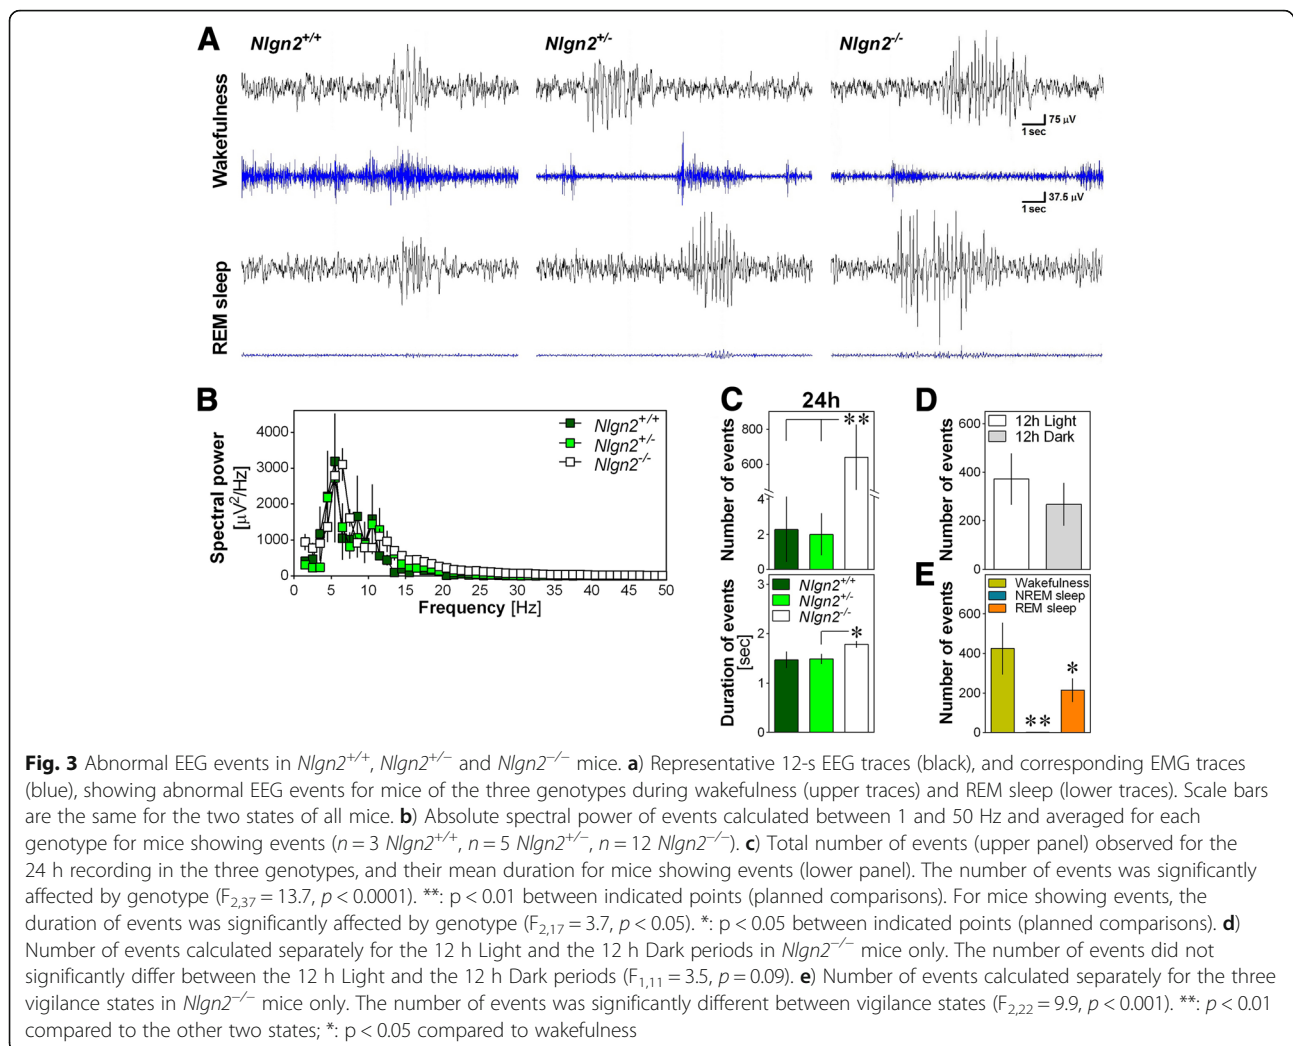 A
Nlgn2+/+
Nlgn2+/-
Nlgn2-/-
Wakefulness
75 µV
1 sec
37.5 µV
1 sec
REM sleep
B
Spectral power
[µV2/Hz]
4000
3000
2000
1000
0
Nlgn2+/+
Nlgn2+/-
Nlgn2-/-
0 5 10 15 20 25 30 35 40 45 50
Frequency [Hz]
C
24h
Number of events
800
600
4
2
0
**
Duration of events
[sec]
3
2
1
0
Nlgn2+/+
Nlgn2+/-
Nlgn2-/-
*
D
Number of events
600
400
200
0
12h Light
12h Dark
E
Number of events
600
400
200
0
Wakefulness
NREM sleep
REM sleep
**
*
Fig. 3 Abnormal EEG events in Nlgn2+/+, Nlgn2+/− and Nlgn2−/− mice. a) Representative 12-s EEG traces (black), and corresponding EMG traces
(blue), showing abnormal EEG events for mice of the three genotypes during wakefulness (upper traces) and REM sleep (lower traces). Scale bars
are the same for the two states of all mice. b) Absolute spectral power of events calculated between 1 and 50 Hz and averaged for each
genotype for mice showing events (n = 3 Nlgn2+/+, n = 5 Nlgn2+/−, n = 12 Nlgn2−/−). c) Total number of events (upper panel) observed for the
24 h recording in the three genotypes, and their mean duration for mice showing events (lower panel). The number of events was significantly
affected by genotype (F2,37 = 13.7, p < 0.0001). **: p < 0.01 between indicated points (planned comparisons). For mice showing events, the
duration of events was significantly affected by genotype (F2,17 = 3.7, p < 0.05). *: p < 0.05 between indicated points (planned comparisons). d)
Number of events calculated separately for the 12 h Light and the 12 h Dark periods in Nlgn2−/− mice only. The number of events did not
significantly differ between the 12 h Light and the 12 h Dark periods (F1,11 = 3.5, p = 0.09). e) Number of events calculated separately for the three
vigilance states in Nlgn2−/− mice only. The number of events was significantly different between vigilance states (F2,22 = 9.9, p < 0.001). **: p < 0.01
compared to the other two states; *: p < 0.05 compared to wakefulness